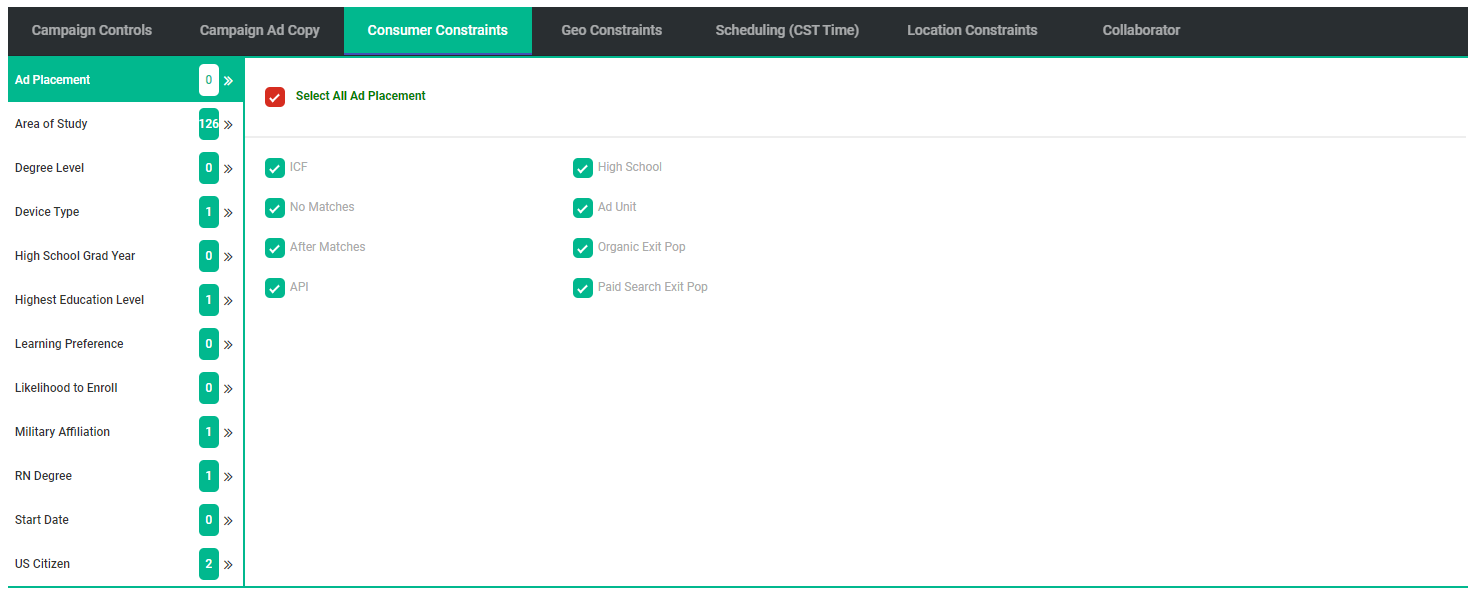 Campaign Controls Campaign Ad Copy Consumer Constraints Geo Constraints Scheduling (CST Time) Location Constraints Collaborator
Ad Placement 0
Area of Study 126
Degree Level 0
Device Type 1
High School Grad Year 0
Highest Education Level 1
Learning Preference 0
Likelihood to Enroll 0
Military Affiliation 1
RN Degree 1
Start Date 0
US Citizen 2
Select All Ad Placement
ICF High School
No Matches Ad Unit
After Matches Organic Exit Pop
API Paid Search Exit Pop